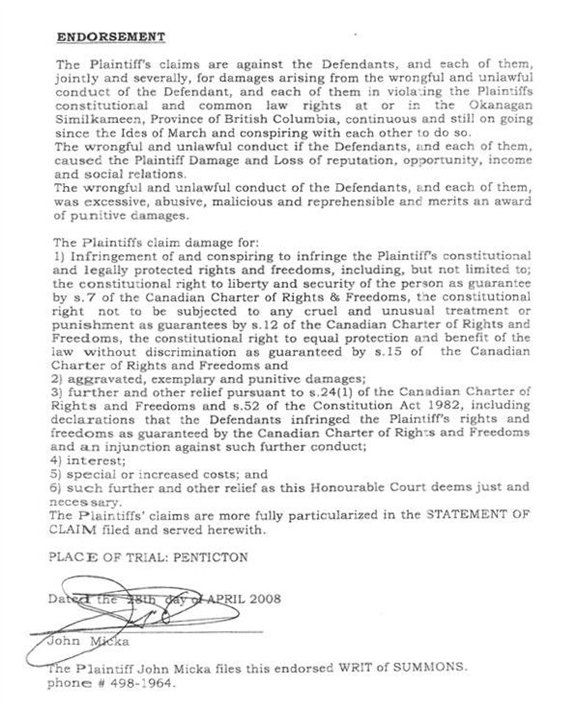 ENDORSEMENT
The Plaintiff's claims are against the Defendants, and each of them,
jointly and severally, for damages arising from the wrongful and unlawful
conduct of the Defendant, and each of them in violating the Plaintiffs
constitutional and common law rights at or in the Okanagan
Similkameen, Province of British Columbia, continuous and still on going
since the Ides of March and conspiring with each other to do so.
The wrongful and unlawful conduct if the Defendants, and each of them,
caused the Plaintiff Damage and Loss of reputation, opportunity, income
and social relations.
The wrongful and unlawful conduct of the Defendants, and each of them,
was excessive, abusive, malicious and reprehensible and merits an award
of punitive damages.
The Plaintiffs claim damage for:
1) Infringement of and conspiring to infringe the Plaintiff's constitutional
and legally protected rights and freedoms, including, but not limited to;
the constitutional right to liberty and security of the person as guarantee
by s.7 of the Canadian Charter of Rights & Freedoms, the constitutional
right not to be subjected to any cruel and unusual treatment or
punishment as guarantees by s.12 of the Canadian Charter of Rights and
Freedoms, the constitutional right to equal protection and benefit of the
law without discrimination as guaranteed by s.15 of the Canadian
Charter of Rights and Freedoms and
2) aggravated, exemplary and punitive damages;
3) further and other relief pursuant to s.24(1) of the Canadian Charter of
Rights and Freedoms and s.52 of the Constitution Act 1982, including
declarations that the Defendants infringed the Plaintiff's rights and
freedoms as guaranteed by the Canadian Charter of Rights and Freedoms
and an injunction against such further conduct;
4) interest;
5) special or increased costs; and
6) such further and other relief as this Honourable Court deems just and
necessary.
The Plaintiffs' claims are more fully particularized in the STATEMENT OF
CLAIM filed and served herewith.
PLACE OF TRIAL: PENTICTON
Dated the 28th day of APRIL 2008
John Micka
The Plaintiff John Micka files this endorsed WRIT of SUMMONS.
phone # 498-1964.